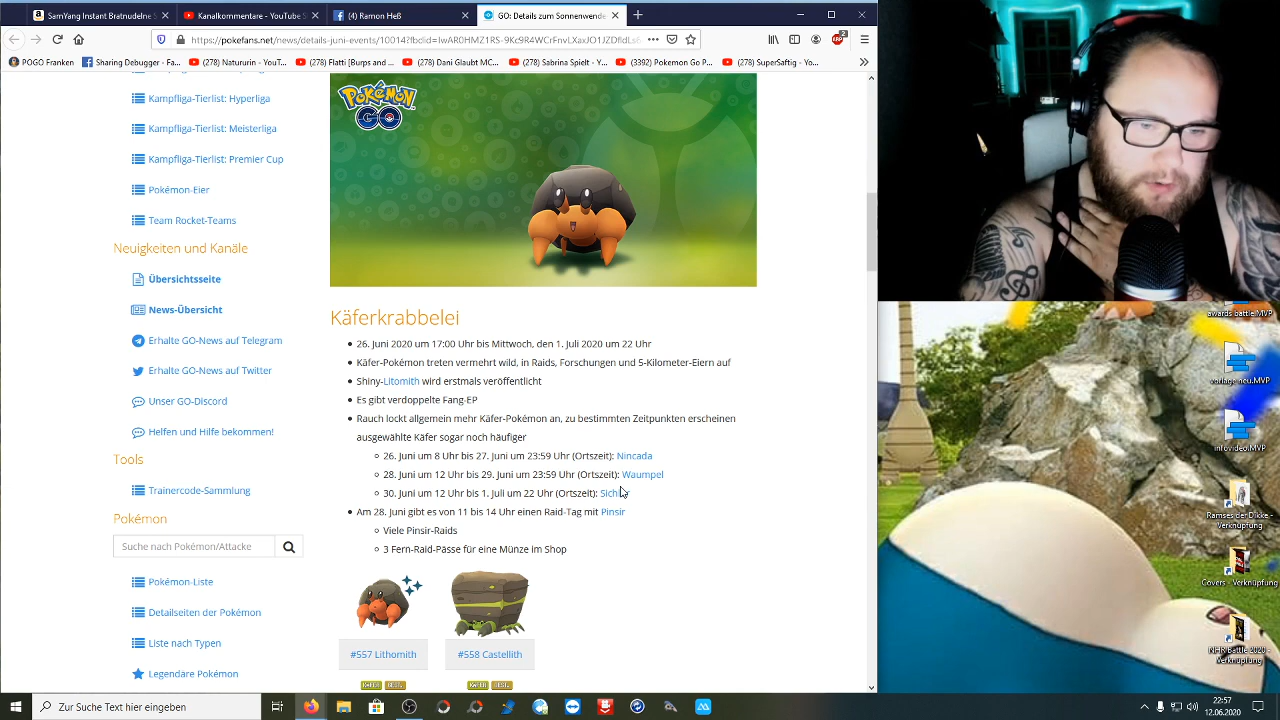 SamYang Instant Brutnudeln S
Kanalkommentare - YouTube S
(4) Ramon Heß
GO: Details zum Sonnenwende
https://pokefans.net/news/details-juni-events/10014?fbclid=IwAR0HMZ1RS-9Kc9R4WCrFnvLXaxJO1JZDfldLs6
POGO Franken
Sharing Debugger - Fa...
(278) Natururin - YouT...
(278) Flatti [Burps and ...
(278) Dani Glaubt MC...
(278) Sabrina Spielt - Y...
(3392) Pokemon Go P...
(278) SuperSaftig - Yo...
Kampfliga-Tierlist: Hyperliga
Kampfliga-Tierlist: Meisterliga
Kampfliga-Tierlist: Premier Cup
Pokémon-Eier
Team Rocket-Teams
Neuigkeiten und Kanäle
Übersichtsseite
News-Übersicht
Erhalte GO-News auf Telegram
Erhalte GO-News auf Twitter
Unser GO-Discord
Helfen und Hilfe bekommen!
Tools
Trainercode-Sammlung
Pokémon
Suche nach Pokémon/Attacke
Pokémon-Liste
Detailseiten der Pokémon
Liste nach Typen
Legendäre Pokémon
POKéMON
GO
Käferkrabbelei
26. Juni 2020 um 17:00 Uhr bis Mittwoch, den 1. Juli 2020 um 22 Uhr
Käfer-Pokémon treten vermehrt wild, in Raids, Forschungen und 5-Kilometer-Eiern auf
Shiny-Litomith wird erstmals veröffentlicht
Es gibt verdoppelte Fang-EP
Rauch lockt allgemein mehr Käfer-Pokémon an, zu bestimmten Zeitpunkten erscheinen
ausgewählte Käfer sogar noch häufiger
26. Juni um 8 Uhr bis 27. Juni um 23:59 Uhr (Ortszeit): Nincada
28. Juni um 12 Uhr bis 29. Juni um 23:59 Uhr (Ortszeit): Waumpel
30. Juni um 12 Uhr bis 1. Juli um 22 Uhr (Ortszeit):
Am 28. Juni gibt es von 11 bis 14 Uhr einen Raid-Tag mit Pinsir
Viele Pinsir-Raids
3 Fern-Raid-Pässe für eine Münze im Shop
#557 Lithomith
#558 Castellith
awards battle!MVP
vorlage neu.MVP
infovideo!.MVP
Ramses der Dikke - Verknüpfung
Covers - Verknüpfung
Battle 2020 - Verknüpfung
Zur Suche Text hier eingeben
22:57
12.06.2020